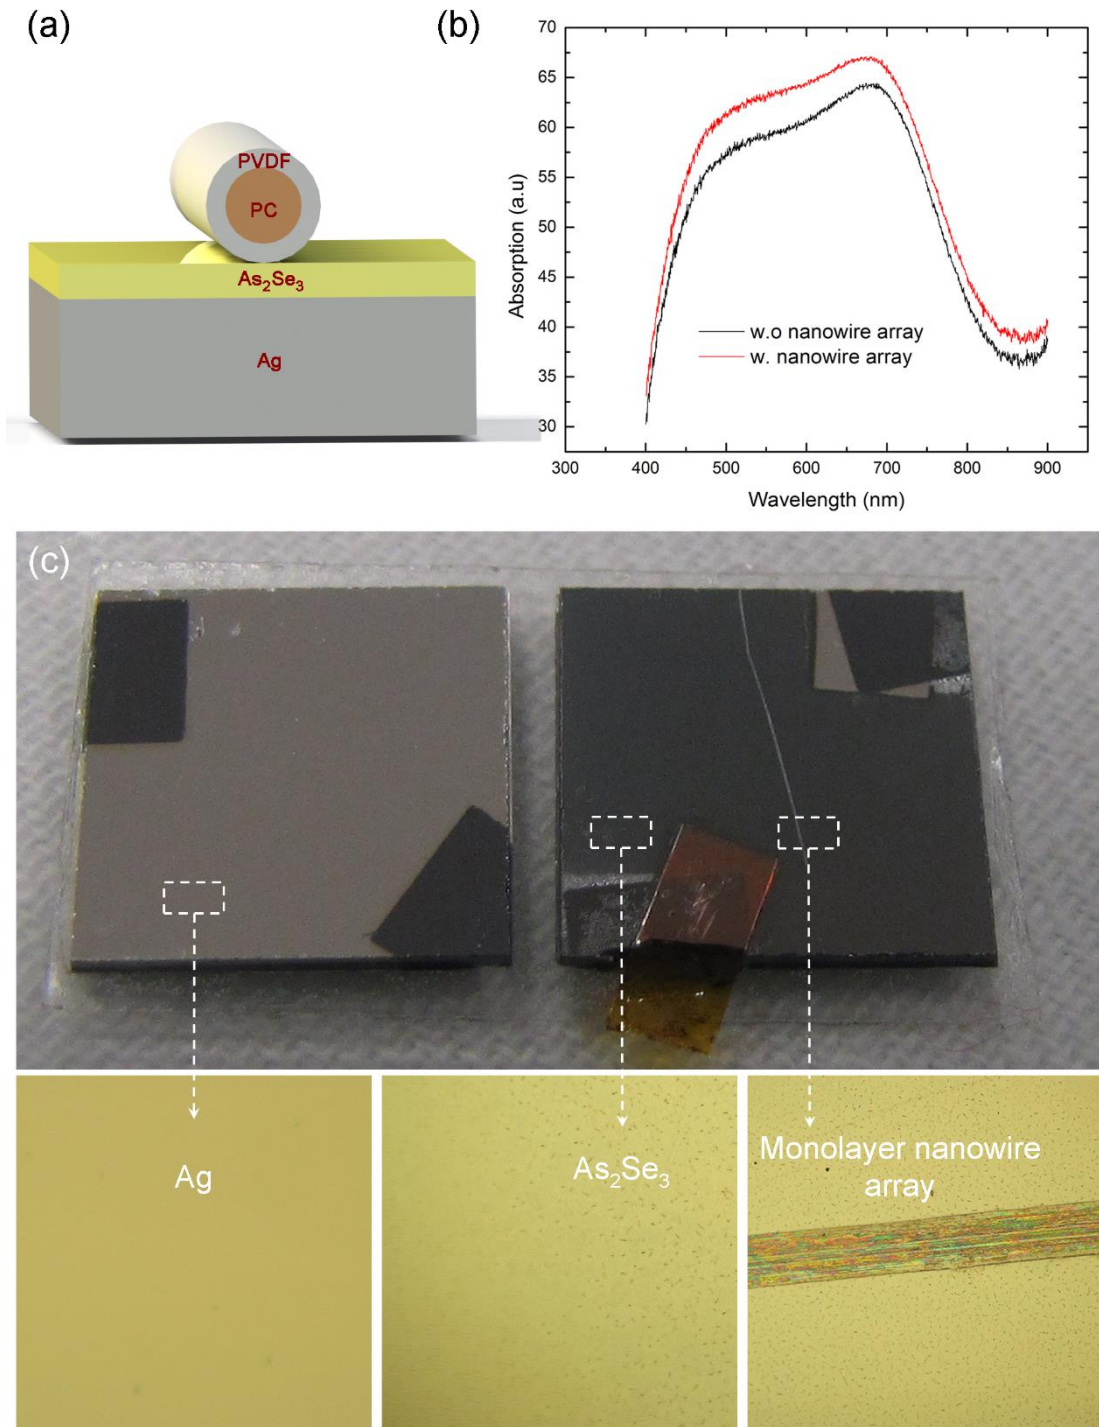 (a)
PVDF
PC
As₂Se₃
Ag
(b)
Absorption (a.u)
70
65
60
55
50
45
40
35
30
w.o nanowire array
w. nanowire array
300 400 500 600 700 800 900
Wavelength (nm)
(c)
Ag
As₂Se₃
Monolayer nanowire
array